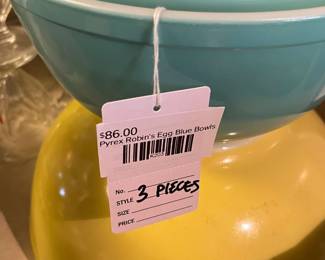 $86.00
Pyrex Robin's Egg Blue Bowls
No.
STYLE 3 PIECES
SIZE
PRICE